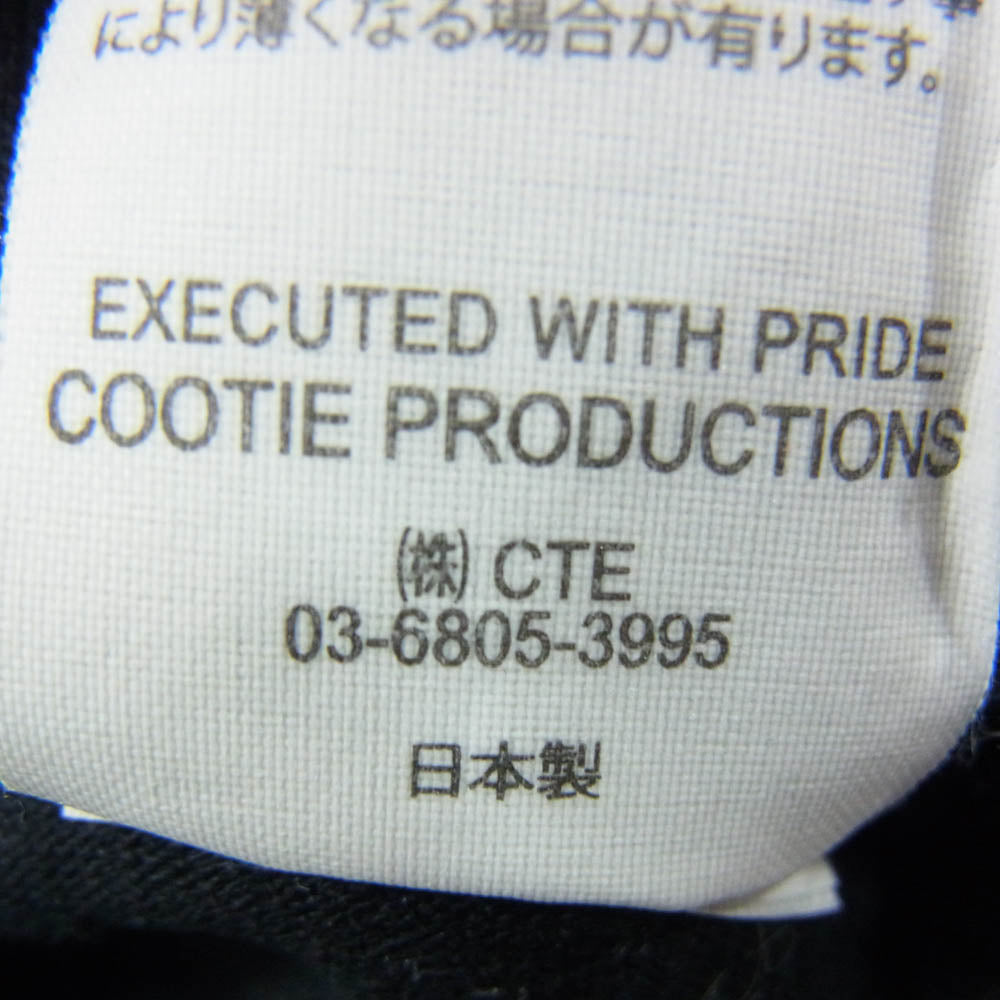 により薄くなる場合が有ります。
EXECUTED WITH PRIDE
COOTIE PRODUCTIONS
㈱ CTE
03-6805-3995
日本製